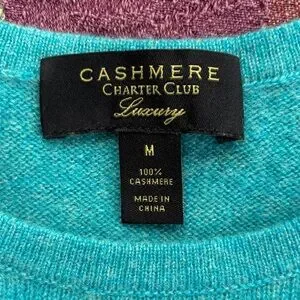 CASHMERE
CHARTER CLUB
Luxury
M
100%
CASHMERE
MADE IN
CHINA